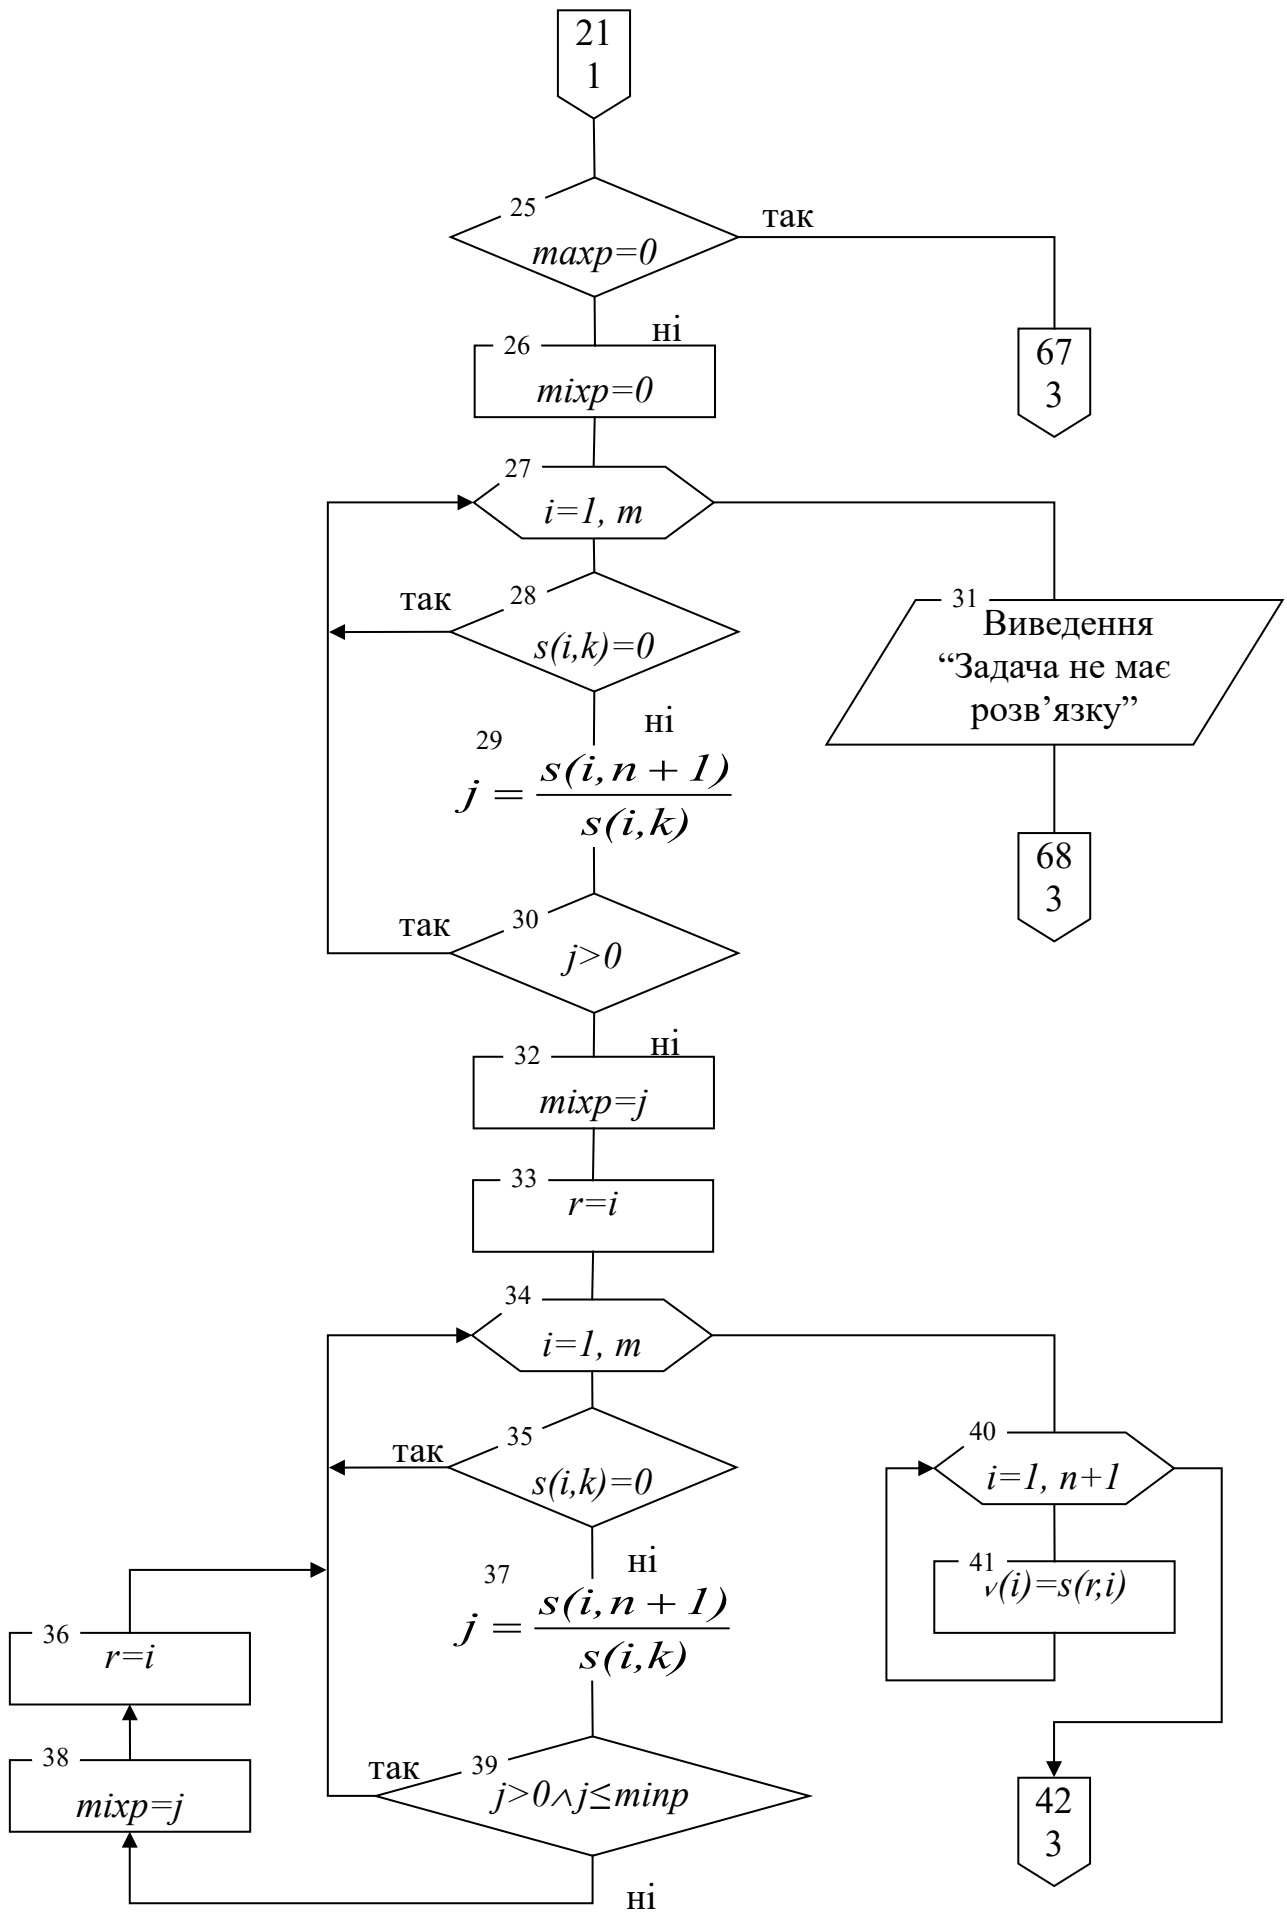 21
1
25
так
maxp=0
ні
26
mixp=0
67
3
27
i=1, m
28
так
s(i,k)=0
31
Виведення
“Задача не має
розв’язку”
ні
29
j = s(i, n + 1)
s(i,k)
68
3
30
так
j>0
ні
32
mixp=j
33
r=i
34
i=1, m
35
так
s(i,k)=0
40
i=1, n+1
ні
37
j = s(i, n + 1)
s(i,k)
41
v(i)=s(r,i)
36
r=i
38
mixp=j
так
39
j>0∧j≤minp
42
3
ні